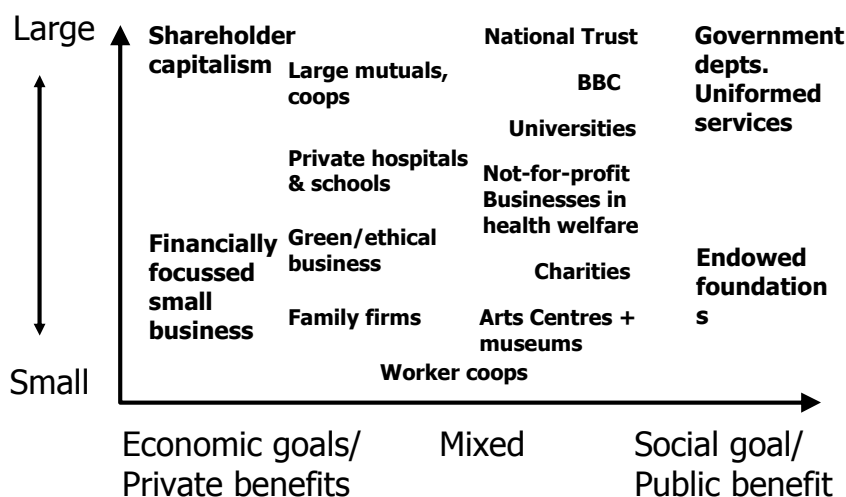 Large
Shareholder
capitalism
Large mutuals,
coops
National Trust
BBC
Universities
Government
depts.
Uniformed
services
Private hospitals
& schools
Not-for-profit
Businesses in
health welfare
Financially
focussed
small
business
Green/ethical
business
Charities
Endowed
foundation
s
Family firms
Arts Centres +
museums
Worker coops
Small
Economic goals/
Private benefits
Mixed
Social goal/
Public benefit